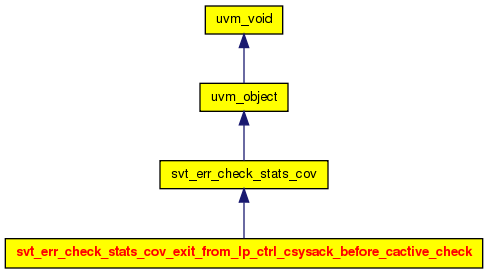 uvm_void
uvm_object
svt_err_check_stats_cov
svt_err_check_stats_cov_exit_from_lp_ctrl_csysack_before_cactive_check